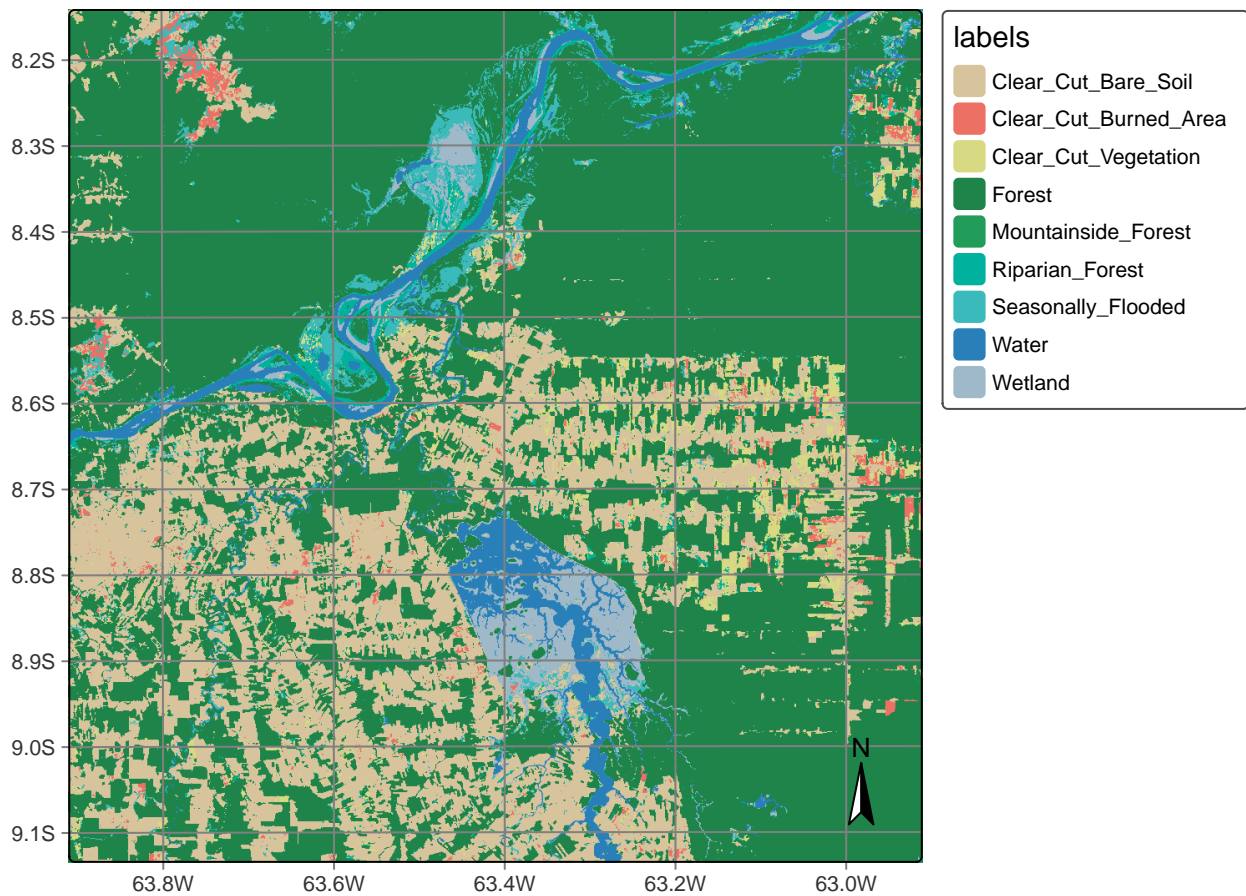 labels
Clear_Cut_Bare_Soil
Clear_Cut_Burned_Area
Clear_Cut_Vegetation
Forest
Mountainside_Forest
Riparian_Forest
Seasonally_Flooded
Water
Wetland
8.2S
8.3S
8.4S
8.5S
8.6S
8.7S
8.8S
8.9S
9.0S
9.1S
N
63.8W 63.6W 63.4W 63.2W 63.0W